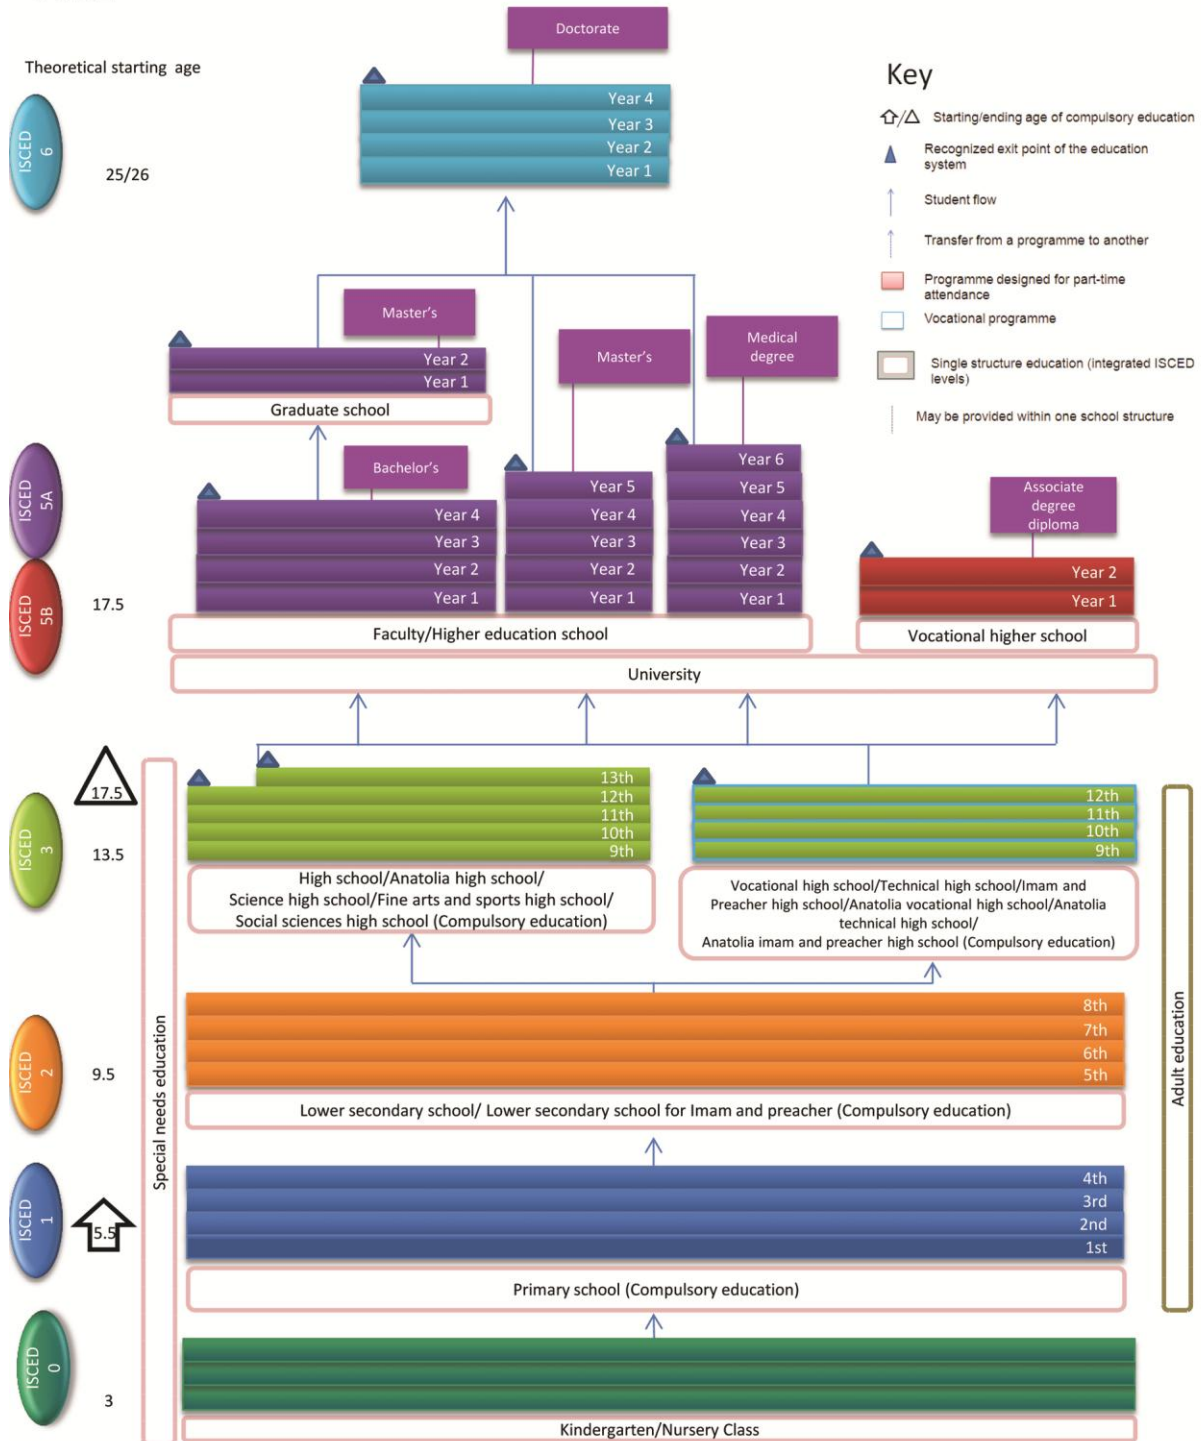 Doctorate
Theoretical starting age
ISCED
6
25/26
Year 4
Year 3
Year 2
Year 1
Key
Starting/ending age of compulsory education
Recognized exit point of the education
system
Student flow
Transfer from a programme to another
Programme designed for part-time
attendance
Vocational programme
Single structure education (integrated ISCED
levels)
May be provided within one school structure
Master's
Year 2
Year 1
Graduate school
Master's
Medical
degree
ISCED
5A
ISCED
5B
17.5
Bachelor's
Year 4
Year 3
Year 2
Year 1
Year 5
Year 4
Year 3
Year 2
Year 1
Year 6
Year 5
Year 4
Year 3
Year 2
Year 1
Associate
degree
diploma
Year 2
Year 1
Faculty/Higher education school
Vocational higher school
University
17.5
ISCED
3
13.5
13th
12th
11th
10th
9th
High school/Anatolia high school/
Science high school/Fine arts and sports high school/
Social sciences high school (Compulsory education)
12th
11th
10th
9th
Vocational high school/Technical high school/Imam and
Preacher high school/Anatolia vocational high school/Anatolia
technical high school/
Anatolia imam and preacher high school (Compulsory education)
Special needs education
Adult education
ISCED
2
9.5
8th
7th
6th
5th
Lower secondary school/ Lower secondary school for Imam and preacher (Compulsory education)
ISCED
1
5.5
4th
3rd
2nd
1st
Primary school (Compulsory education)
ISCED
0
3
Kindergarten/Nursery Class